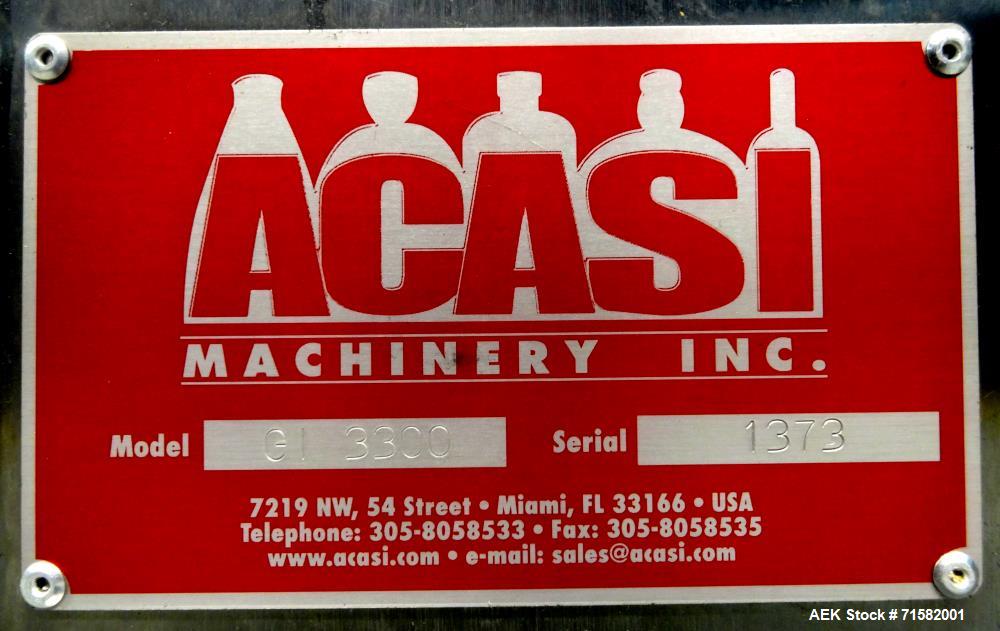 ACASI
MACHINERY INC.
Model GI 3300 Serial 1373
7219 NW, 54 Street • Miami, FL 33166 • USA
Telephone: 305-8058533 • Fax: 305-8058535
www.acasi.com • e-mail: sales@acasi.com
AEK Stock # 71582001